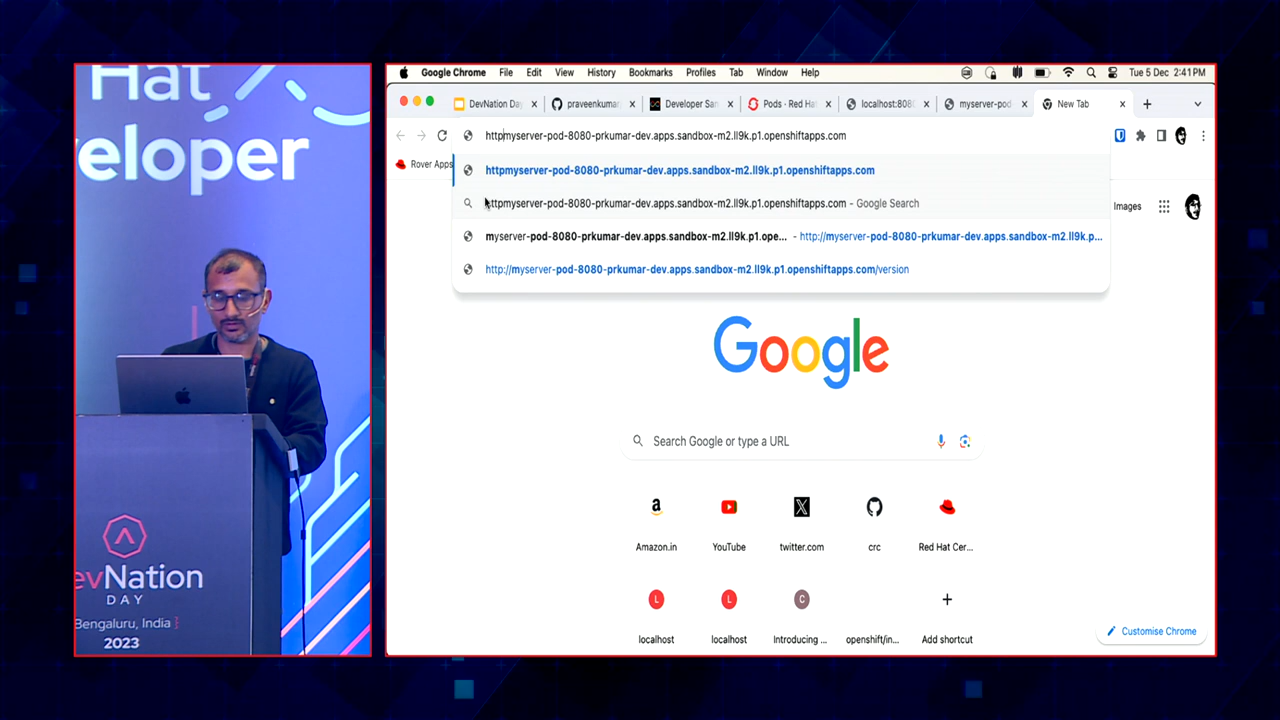 Hat
eloper
evNation
DAY
Bengaluru, India
2023
Google Chrome File Edit View History Bookmarks Profiles Tab Window Help
Tue 5 Dec 2:41 PM
DevNation Day
praveenkumar
Developer San
Pods · Red Hat
localhost:8080
myserver-pod
New Tab
httpmyserver-pod-8080-prkumar-dev.apps.sandbox-m2.ll9k.p1.openshiftapps.com
Rover Apps
httpmyserver-pod-8080-prkumar-dev.apps.sandbox-m2.ll9k.p1.openshiftapps.com
httpmyserver-pod-8080-prkumar-dev.apps.sandbox-m2.ll9k.p1.openshiftapps.com - Google Search
myserver-pod-8080-prkumar-dev.apps.sandbox-m2.ll9k.p1.ope... - http://myserver-pod-8080-prkumar-dev.apps.sandbox-m2.ll9k.p...
http://myserver-pod-8080-prkumar-dev.apps.sandbox-m2.ll9k.p1.openshiftapps.com/version
Images
Google
Search Google or type a URL
a
Amazon.in YouTube twitter.com crc Red Hat Cer...
L L C
localhost localhost Introducing ... openshift/in... Add shortcut
Customise Chrome